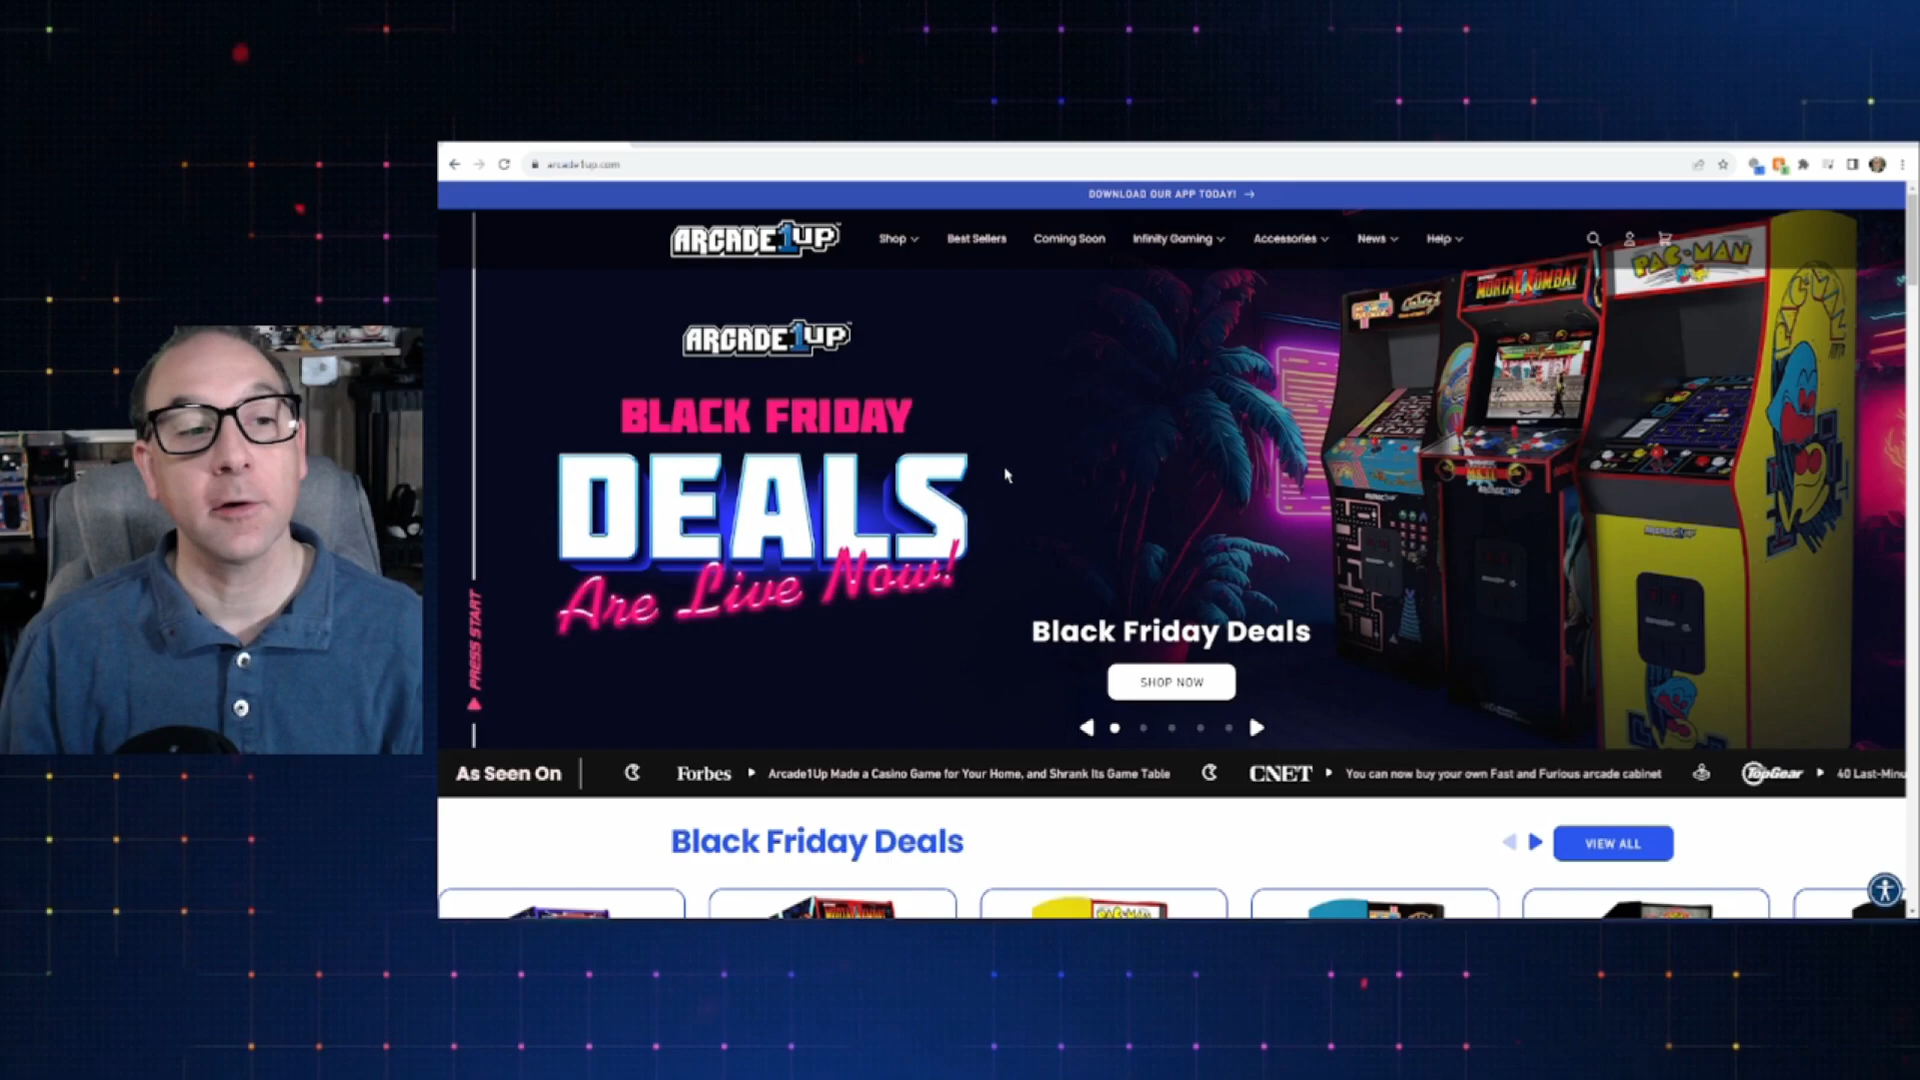 arcade1up.com
DOWNLOAD OUR APP TODAY! →
ARCADE1UP Shop Best Sellers Coming Soon Infinity Gaming Accessories News Help
PAC-MAN
MORTAL KOMBAT
ARCADE1UP
BLACK FRIDAY
DEALS
Are Live Now!
PRESS START
ARCADE1UP
Black Friday Deals
SHOP NOW
As Seen On Forbes Arcade1Up Made a Casino Game for Your Home, and Shrank Its Game Table CNET You can now buy your own Fast and Furious arcade cabinet TopGear 40 Last-Minu
Black Friday Deals
VIEW ALL